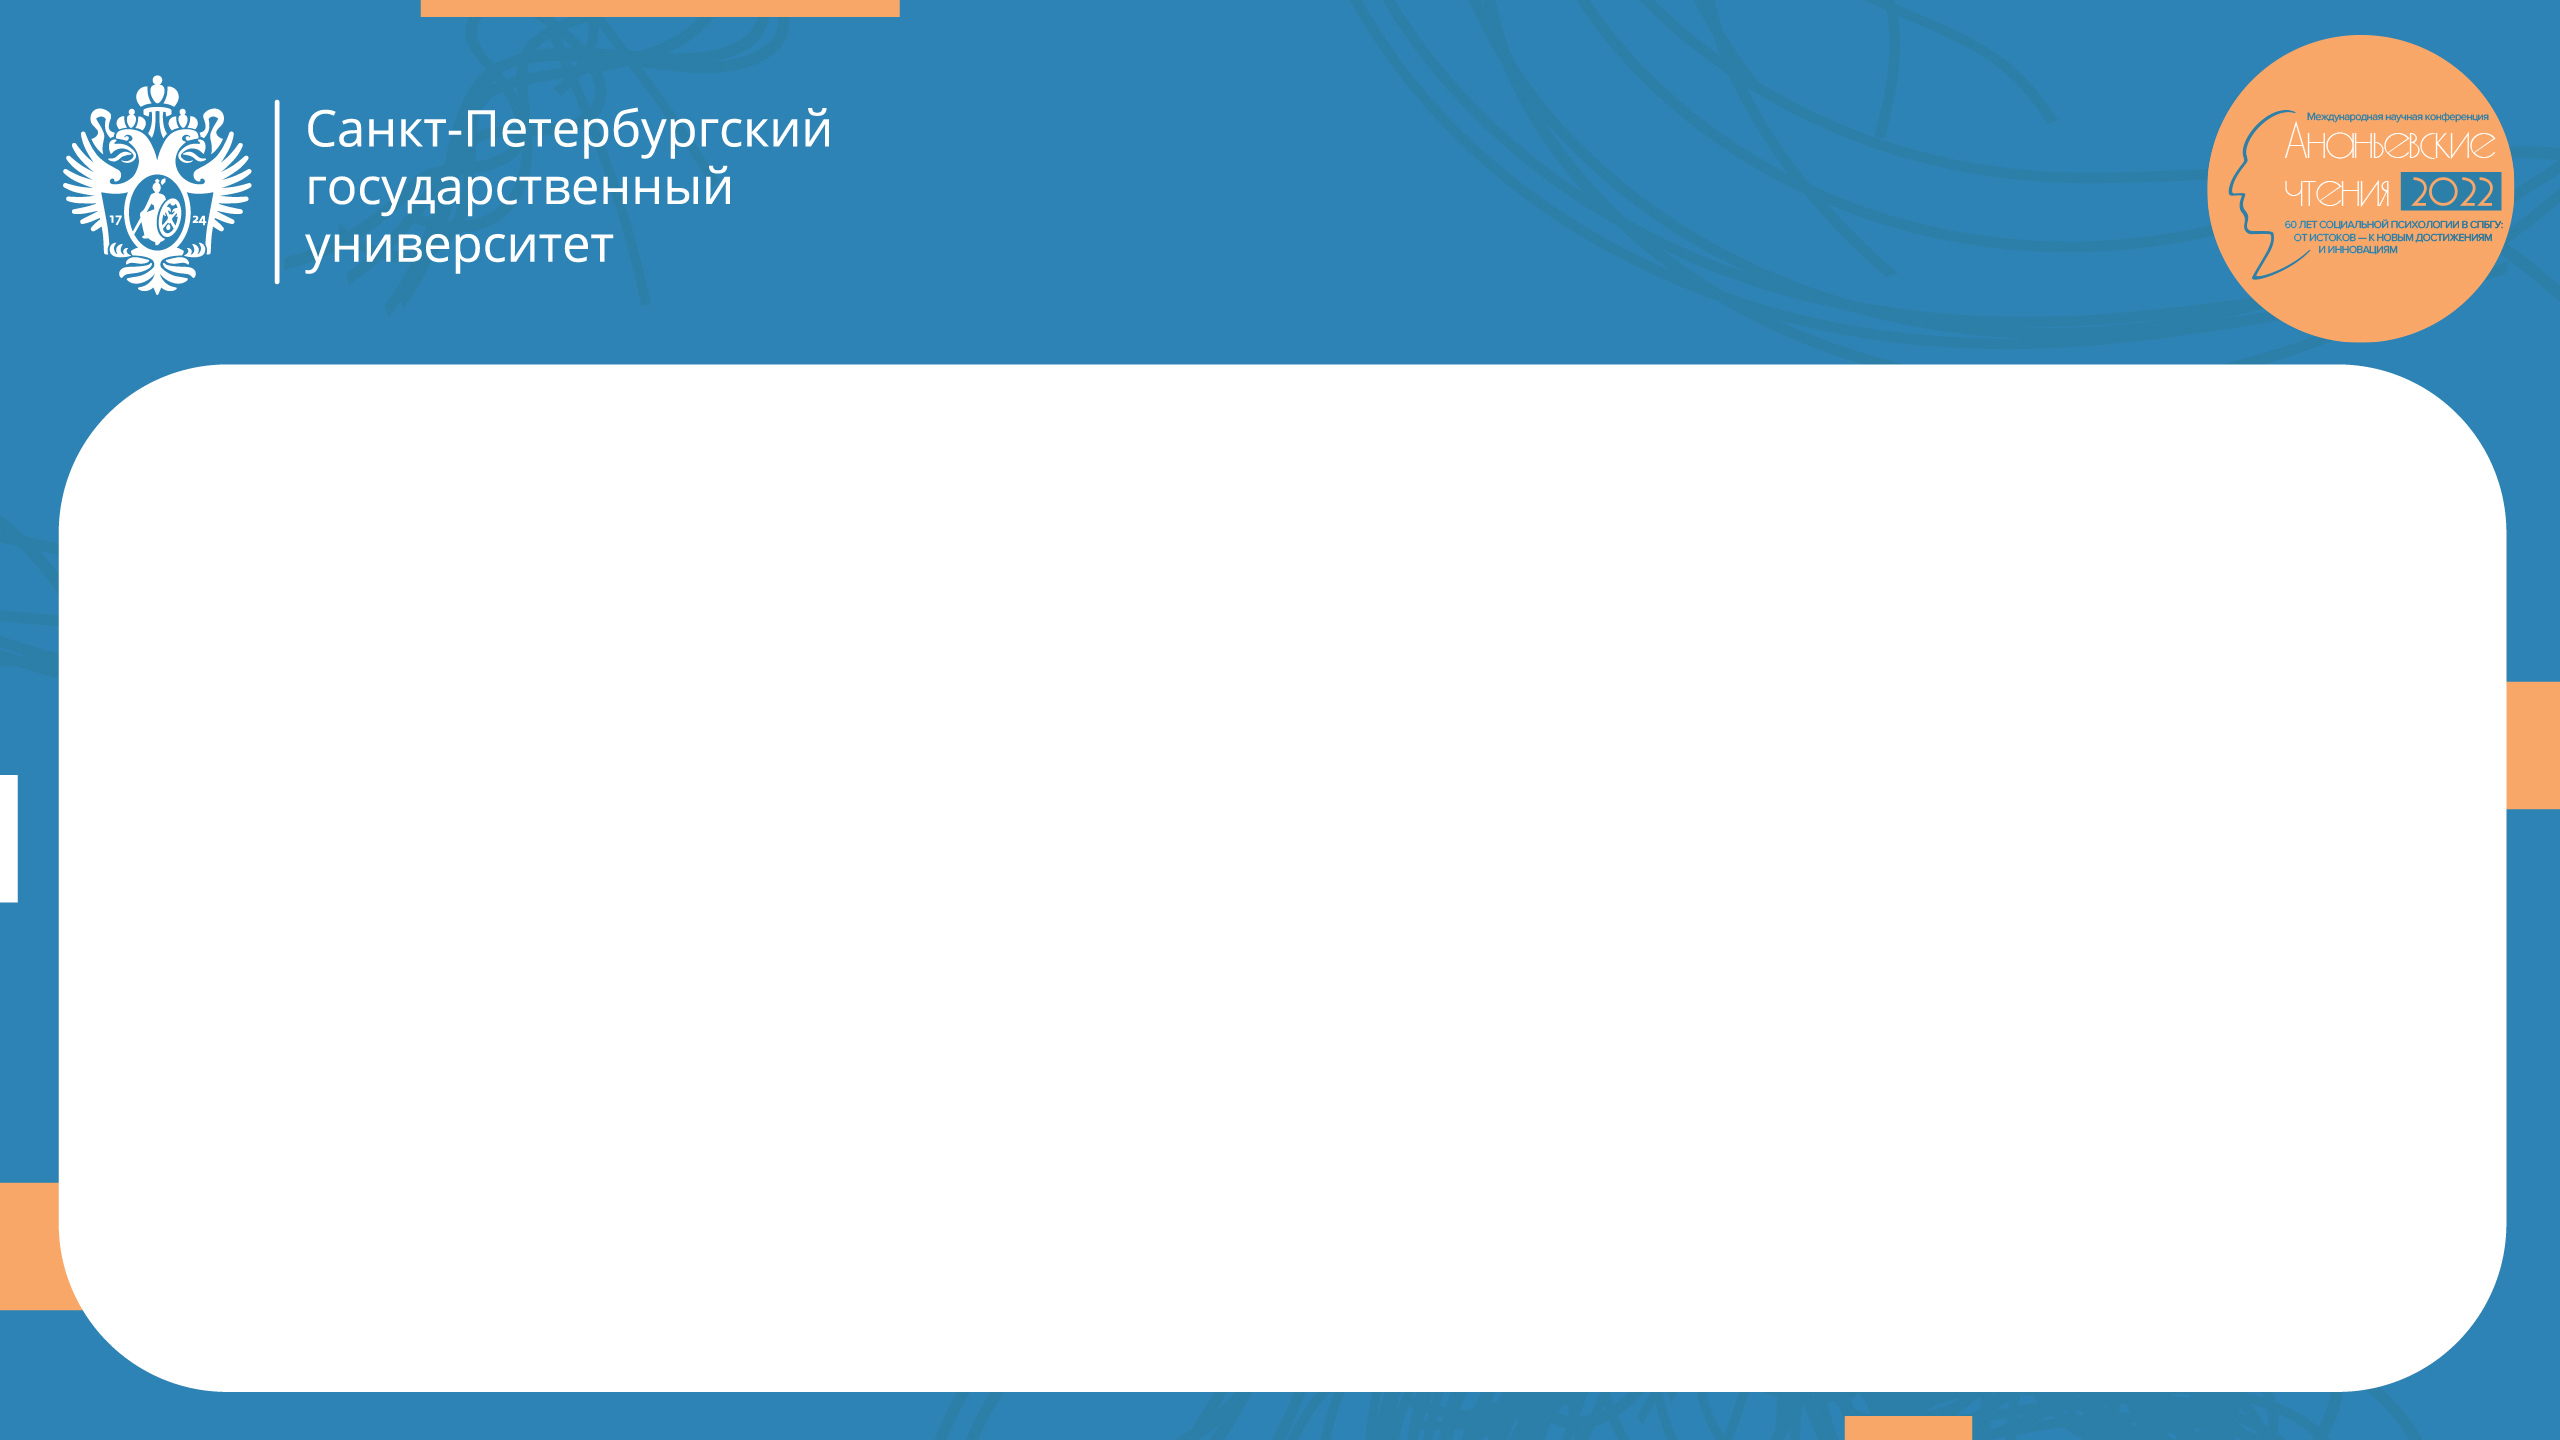 Санкт-Петербургский
государственный
университет
17 24
Международная научная конференция
Ананьевские
чтения 2022
60 ЛЕТ СОЦИАЛЬНОЙ ПСИХОЛОГИИ В СПБГУ:
ОТ ИСТОКОВ — К НОВЫМ ДОСТИЖЕНИЯМ
И ИННОВАЦИЯМ